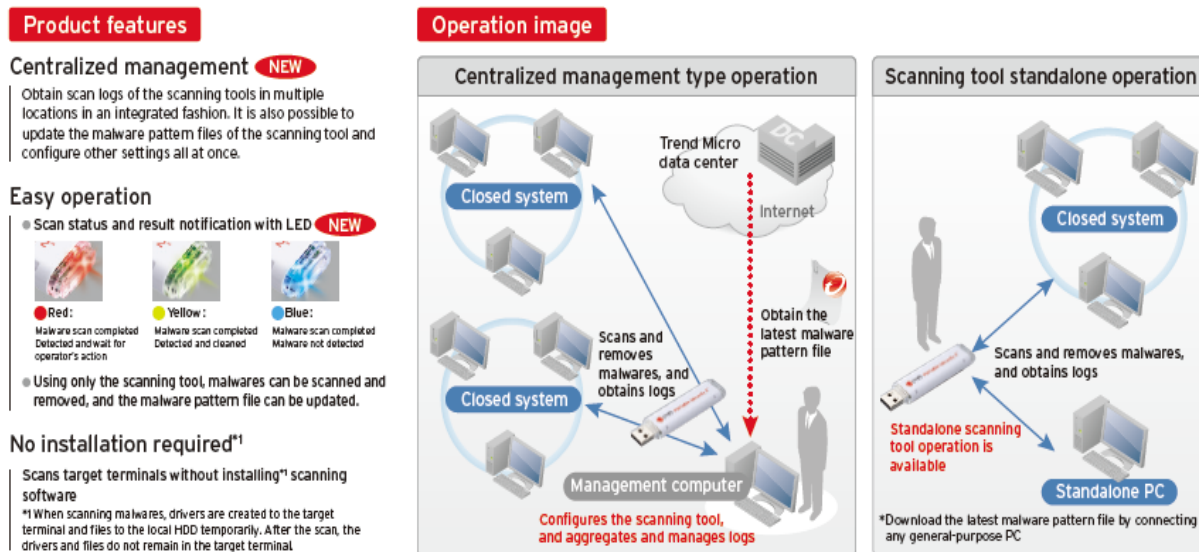 Product features
Centralized management NEW
Obtain scan logs of the scanning tools in multiple
locations in an integrated fashion. It is also possible to
update the malware pattern files of the scanning tool and
configure other settings all at once.
Easy operation
Scan status and result notification with LED NEW
Red:
Malware scan completed
Detected and wait for
operator's action
Yellow:
Malware scan completed
Detected and cleaned
Blue:
Malware scan completed
Malware not detected
Using only the scanning tool, malwares can be scanned and
removed, and the malware pattern file can be updated.
No installation required*1
Scans target terminals without installing*1 scanning
software
*1 When scanning malwares, drivers are created to the target
terminal and files to the local HDD temporarily. After the scan, the
drivers and files do not remain in the target terminal.
Operation image
Centralized management type operation
Closed system
Trend Micro
data center
DC
Internet
Obtain the
latest malware
pattern file
Scans and
removes
malwares, and
obtains logs
Closed system
Management computer
Configures the scanning tool,
and aggregates and manages logs
Scanning tool standalone operation
Closed system
Scans and removes malwares,
and obtains logs
Standalone scanning
tool operation is
available
Standalone PC
*Download the latest malware pattern file by connecting
any general-purpose PC